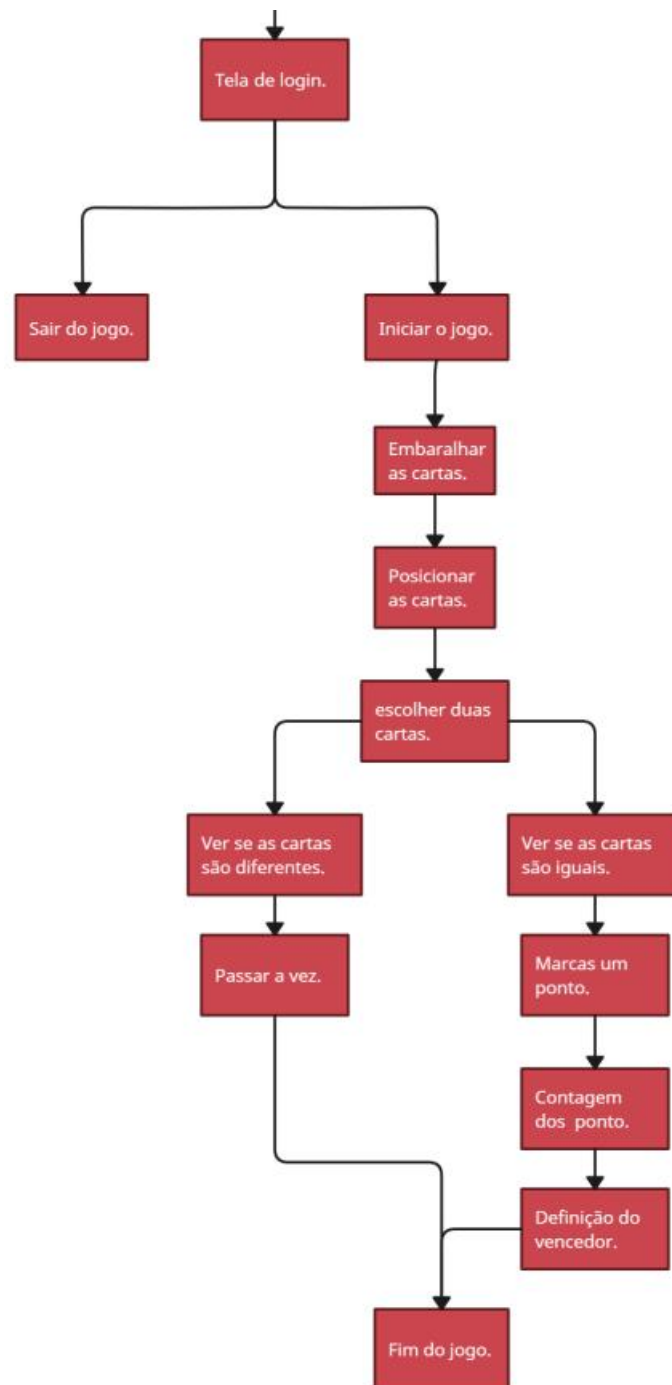 Tela de login.
Sair do jogo.
Iniciar o jogo.
Embaralhar
as cartas.
Posicionar
as cartas.
escolher duas
cartas.
Ver se as cartas
são diferentes.
Ver se as cartas
são iguais.
Passar a vez.
Marcas um
ponto.
Contagem
dos  ponto.
Definição do
vencedor.
Fim do jogo.